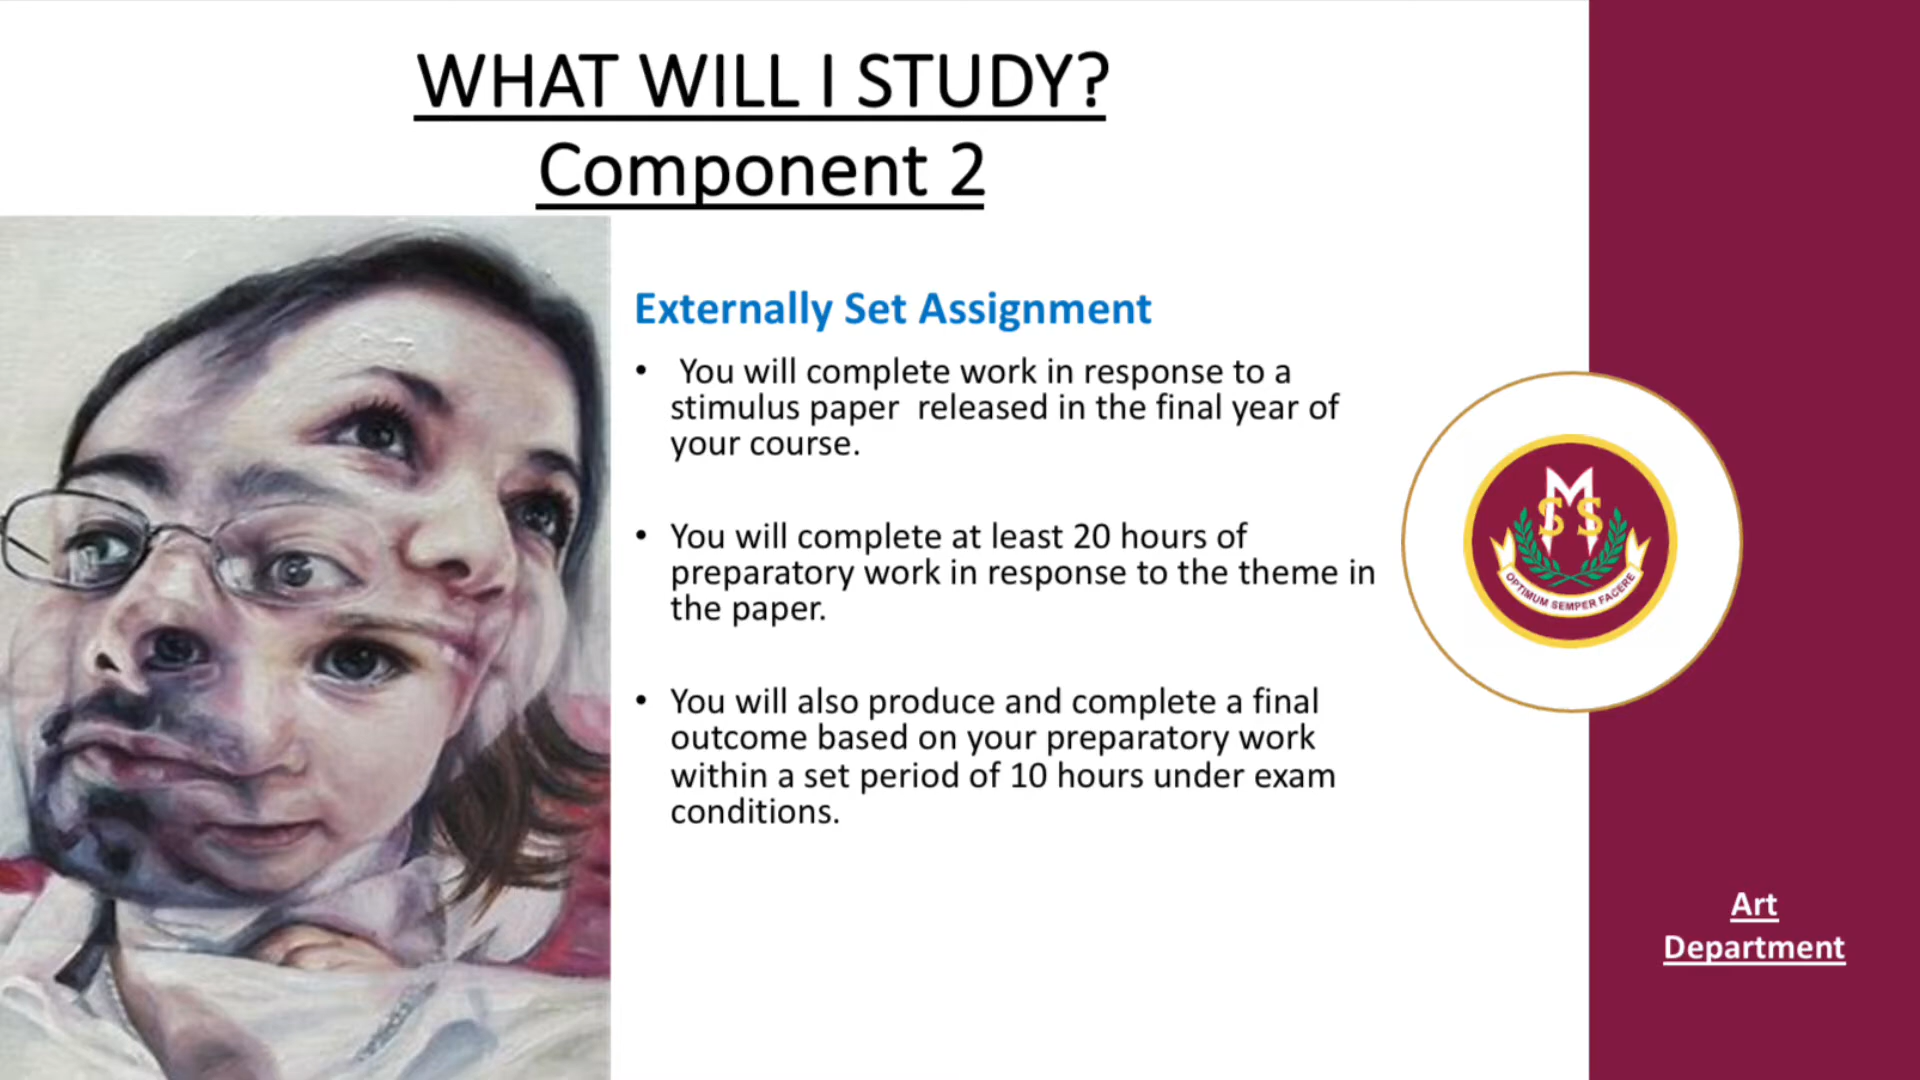 WHAT WILL I STUDY?
Component 2
Externally Set Assignment
• You will complete work in response to a
stimulus paper released in the final year of
your course.
• You will complete at least 20 hours of
preparatory work in response to the theme in
the paper.
• You will also produce and complete a final
outcome based on your preparatory work
within a set period of 10 hours under exam
conditions.
SMS
OPTIMUM SEMPER FACERE
Art
Department